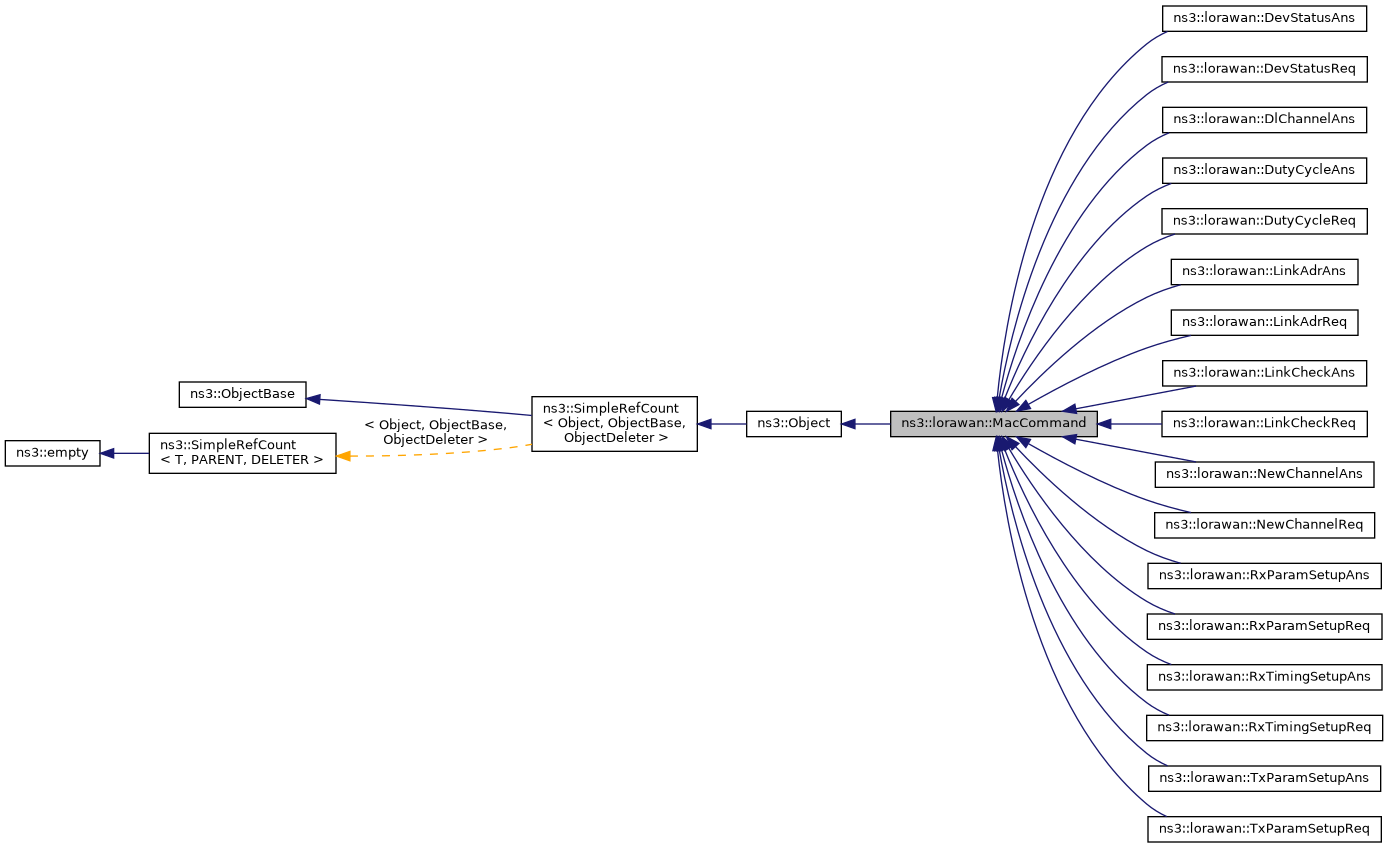 ns3::empty
ns3::ObjectBase
ns3::SimpleRefCount
< T, PARENT, DELETER >
< Object, ObjectBase,
ObjectDeleter >
ns3::SimpleRefCount
< Object, ObjectBase,
ObjectDeleter >
ns3::Object
ns3::lorawan::MacCommand
ns3::lorawan::DevStatusAns
ns3::lorawan::DevStatusReq
ns3::lorawan::DlChannelAns
ns3::lorawan::DutyCycleAns
ns3::lorawan::DutyCycleReq
ns3::lorawan::LinkAdrAns
ns3::lorawan::LinkAdrReq
ns3::lorawan::LinkCheckAns
ns3::lorawan::LinkCheckReq
ns3::lorawan::NewChannelAns
ns3::lorawan::NewChannelReq
ns3::lorawan::RxParamSetupAns
ns3::lorawan::RxParamSetupReq
ns3::lorawan::RxTimingSetupAns
ns3::lorawan::RxTimingSetupReq
ns3::lorawan::TxParamSetupAns
ns3::lorawan::TxParamSetupReq